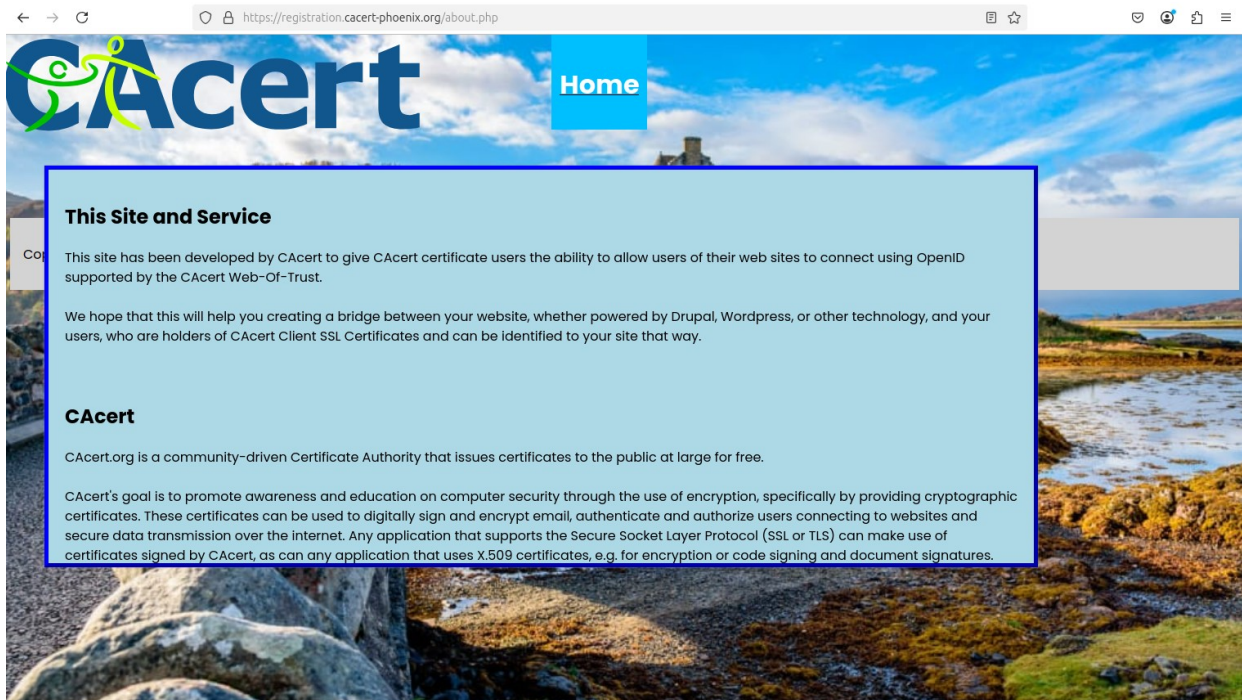 https://registration.cacert-phoenix.org/about.php
CAcert
Home
This Site and Service
Cop
This site has been developed by CAcert to give CAcert certificate users the ability to allow users of their web sites to connect using OpenID
supported by the CAcert Web-Of-Trust.
We hope that this will help you creating a bridge between your website, whether powered by Drupal, Wordpress, or other technology, and your
users, who are holders of CAcert Client SSL Certificates and can be identified to your site that way.
CAcert
CAcert.org is a community-driven Certificate Authority that issues certificates to the public at large for free.
CAcert's goal is to promote awareness and education on computer security through the use of encryption, specifically by providing cryptographic
certificates. These certificates can be used to digitally sign and encrypt email, authenticate and authorize users connecting to websites and
secure data transmission over the internet. Any application that supports the Secure Socket Layer Protocol (SSL or TLS) can make use of
certificates signed by CAcert, as can any application that uses X.509 certificates, e.g. for encryption or code signing and document signatures.